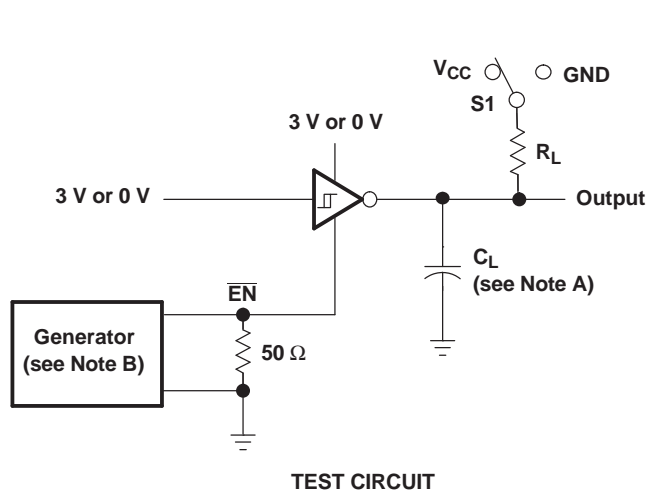 VCC
GND
S1
3 V or 0 V
RL
3 V or 0 V
Output
CL
(see Note A)
EN
Generator
(see Note B)
50 Ω
TEST CIRCUIT